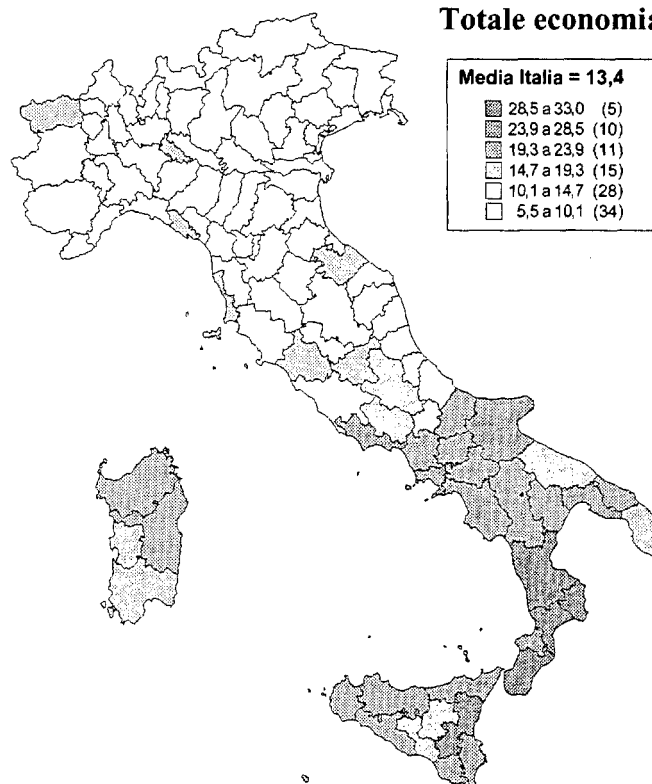 Totale economia
Media Italia = 13,4
28,5 a 33,0 (5)
23,9 a 28,5 (10)
19,3 a 23,9 (11)
14,7 a 19,3 (15)
10,1 a 14,7 (28)
5,5 a 10,1 (34)